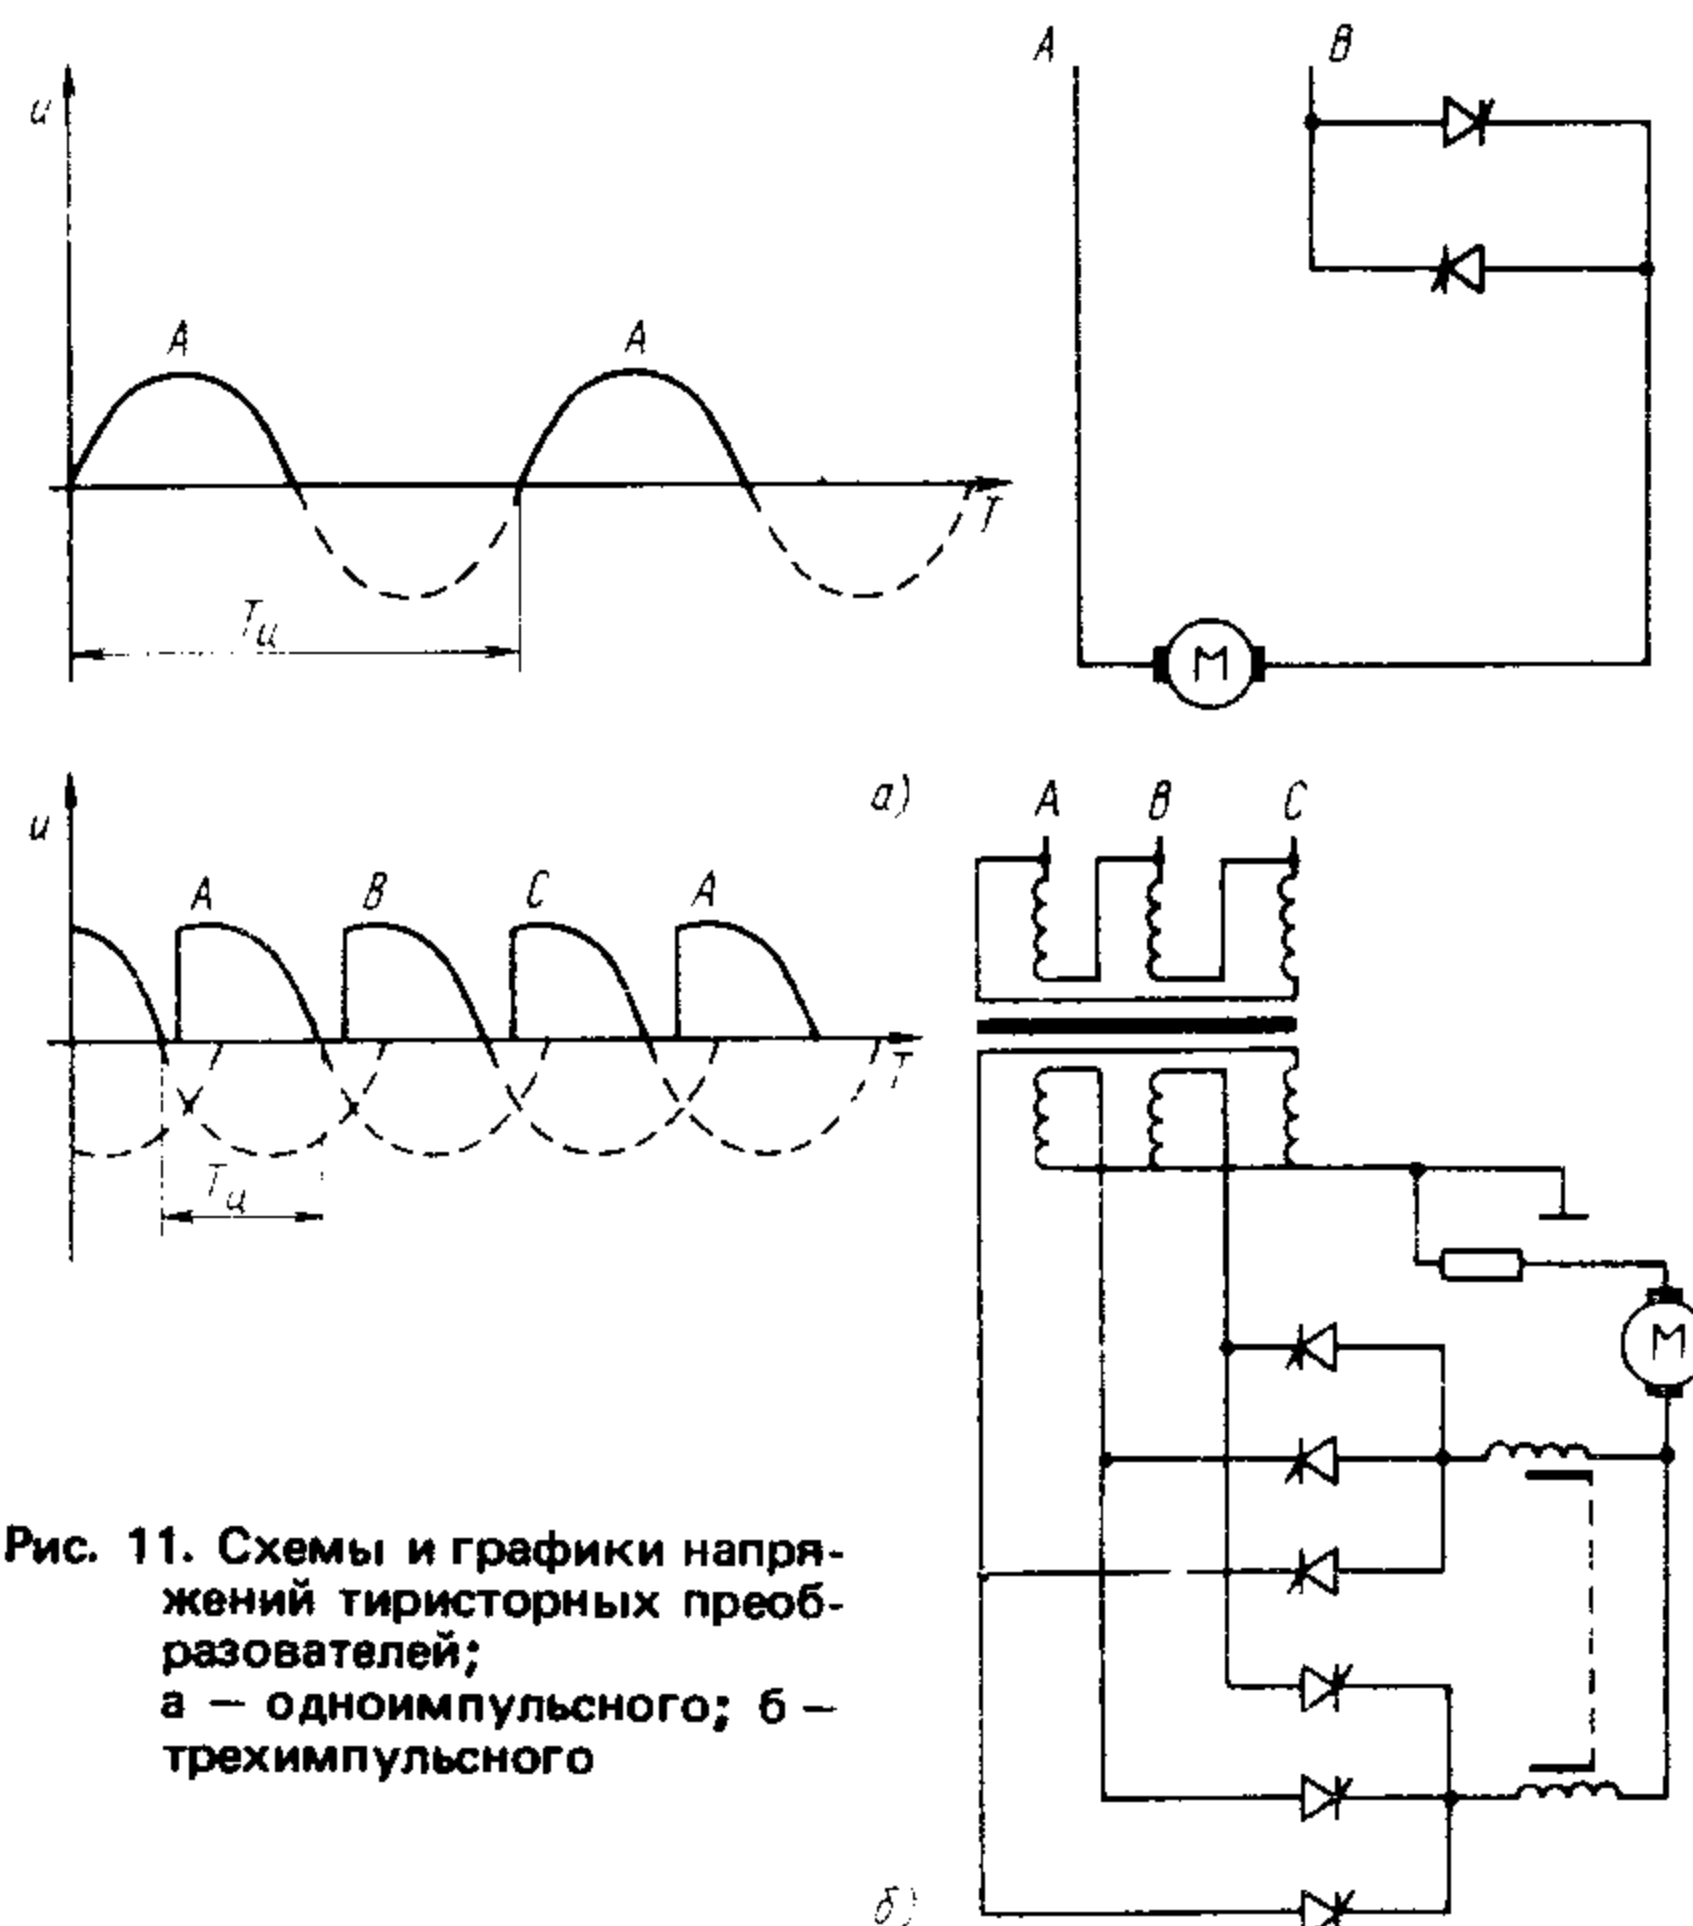 u
A
A
T
Tц
A
B
M
а)
u
A
B
C
A
T
Tц
A
B
C
M
Рис. 11. Схемы и графики напря-
жений тиристорных преоб-
разователей;
а — одноимпульсного; б —
трехимпульсного
б)